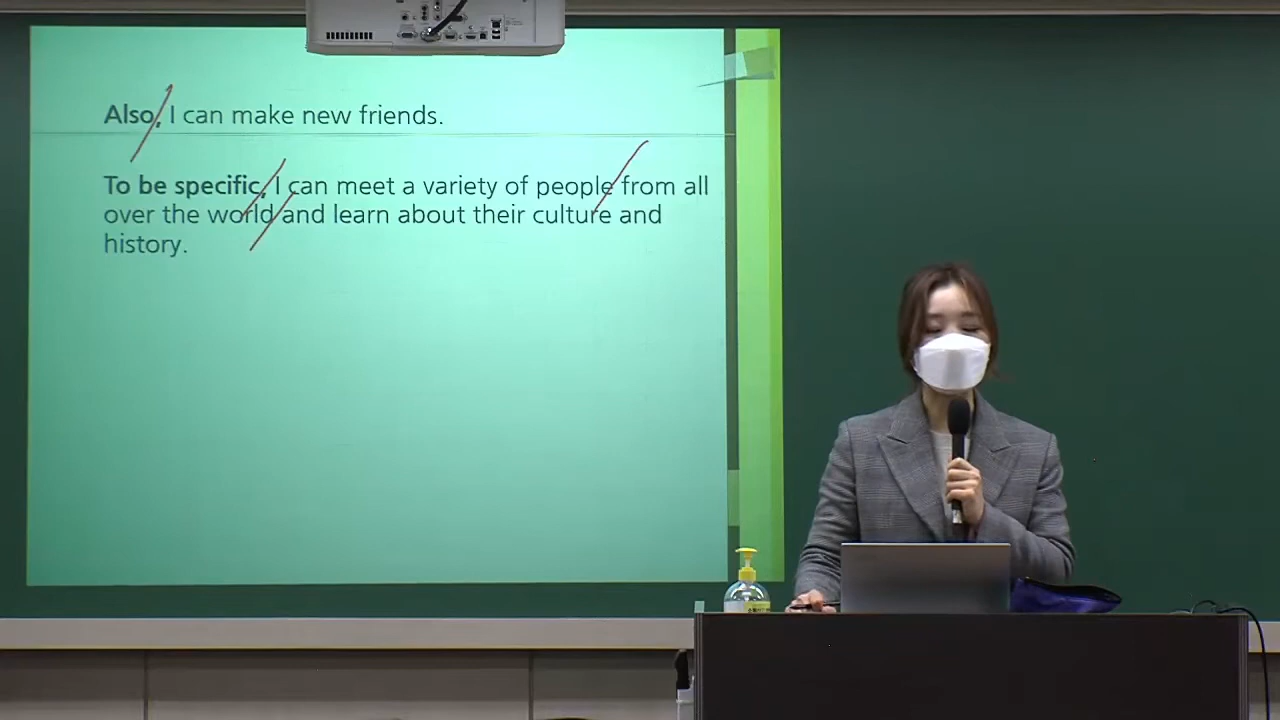 Also, I can make new friends.
To be specific, I can meet a variety of people from all
over the world and learn about their culture and
history.